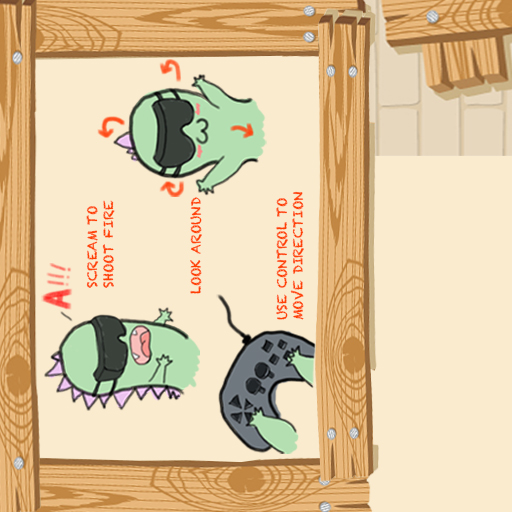 A!!!
SCREAM TO
SHOOT FIRE
LOOK AROUND
USE CONTROL TO
MOVE DIRECTION